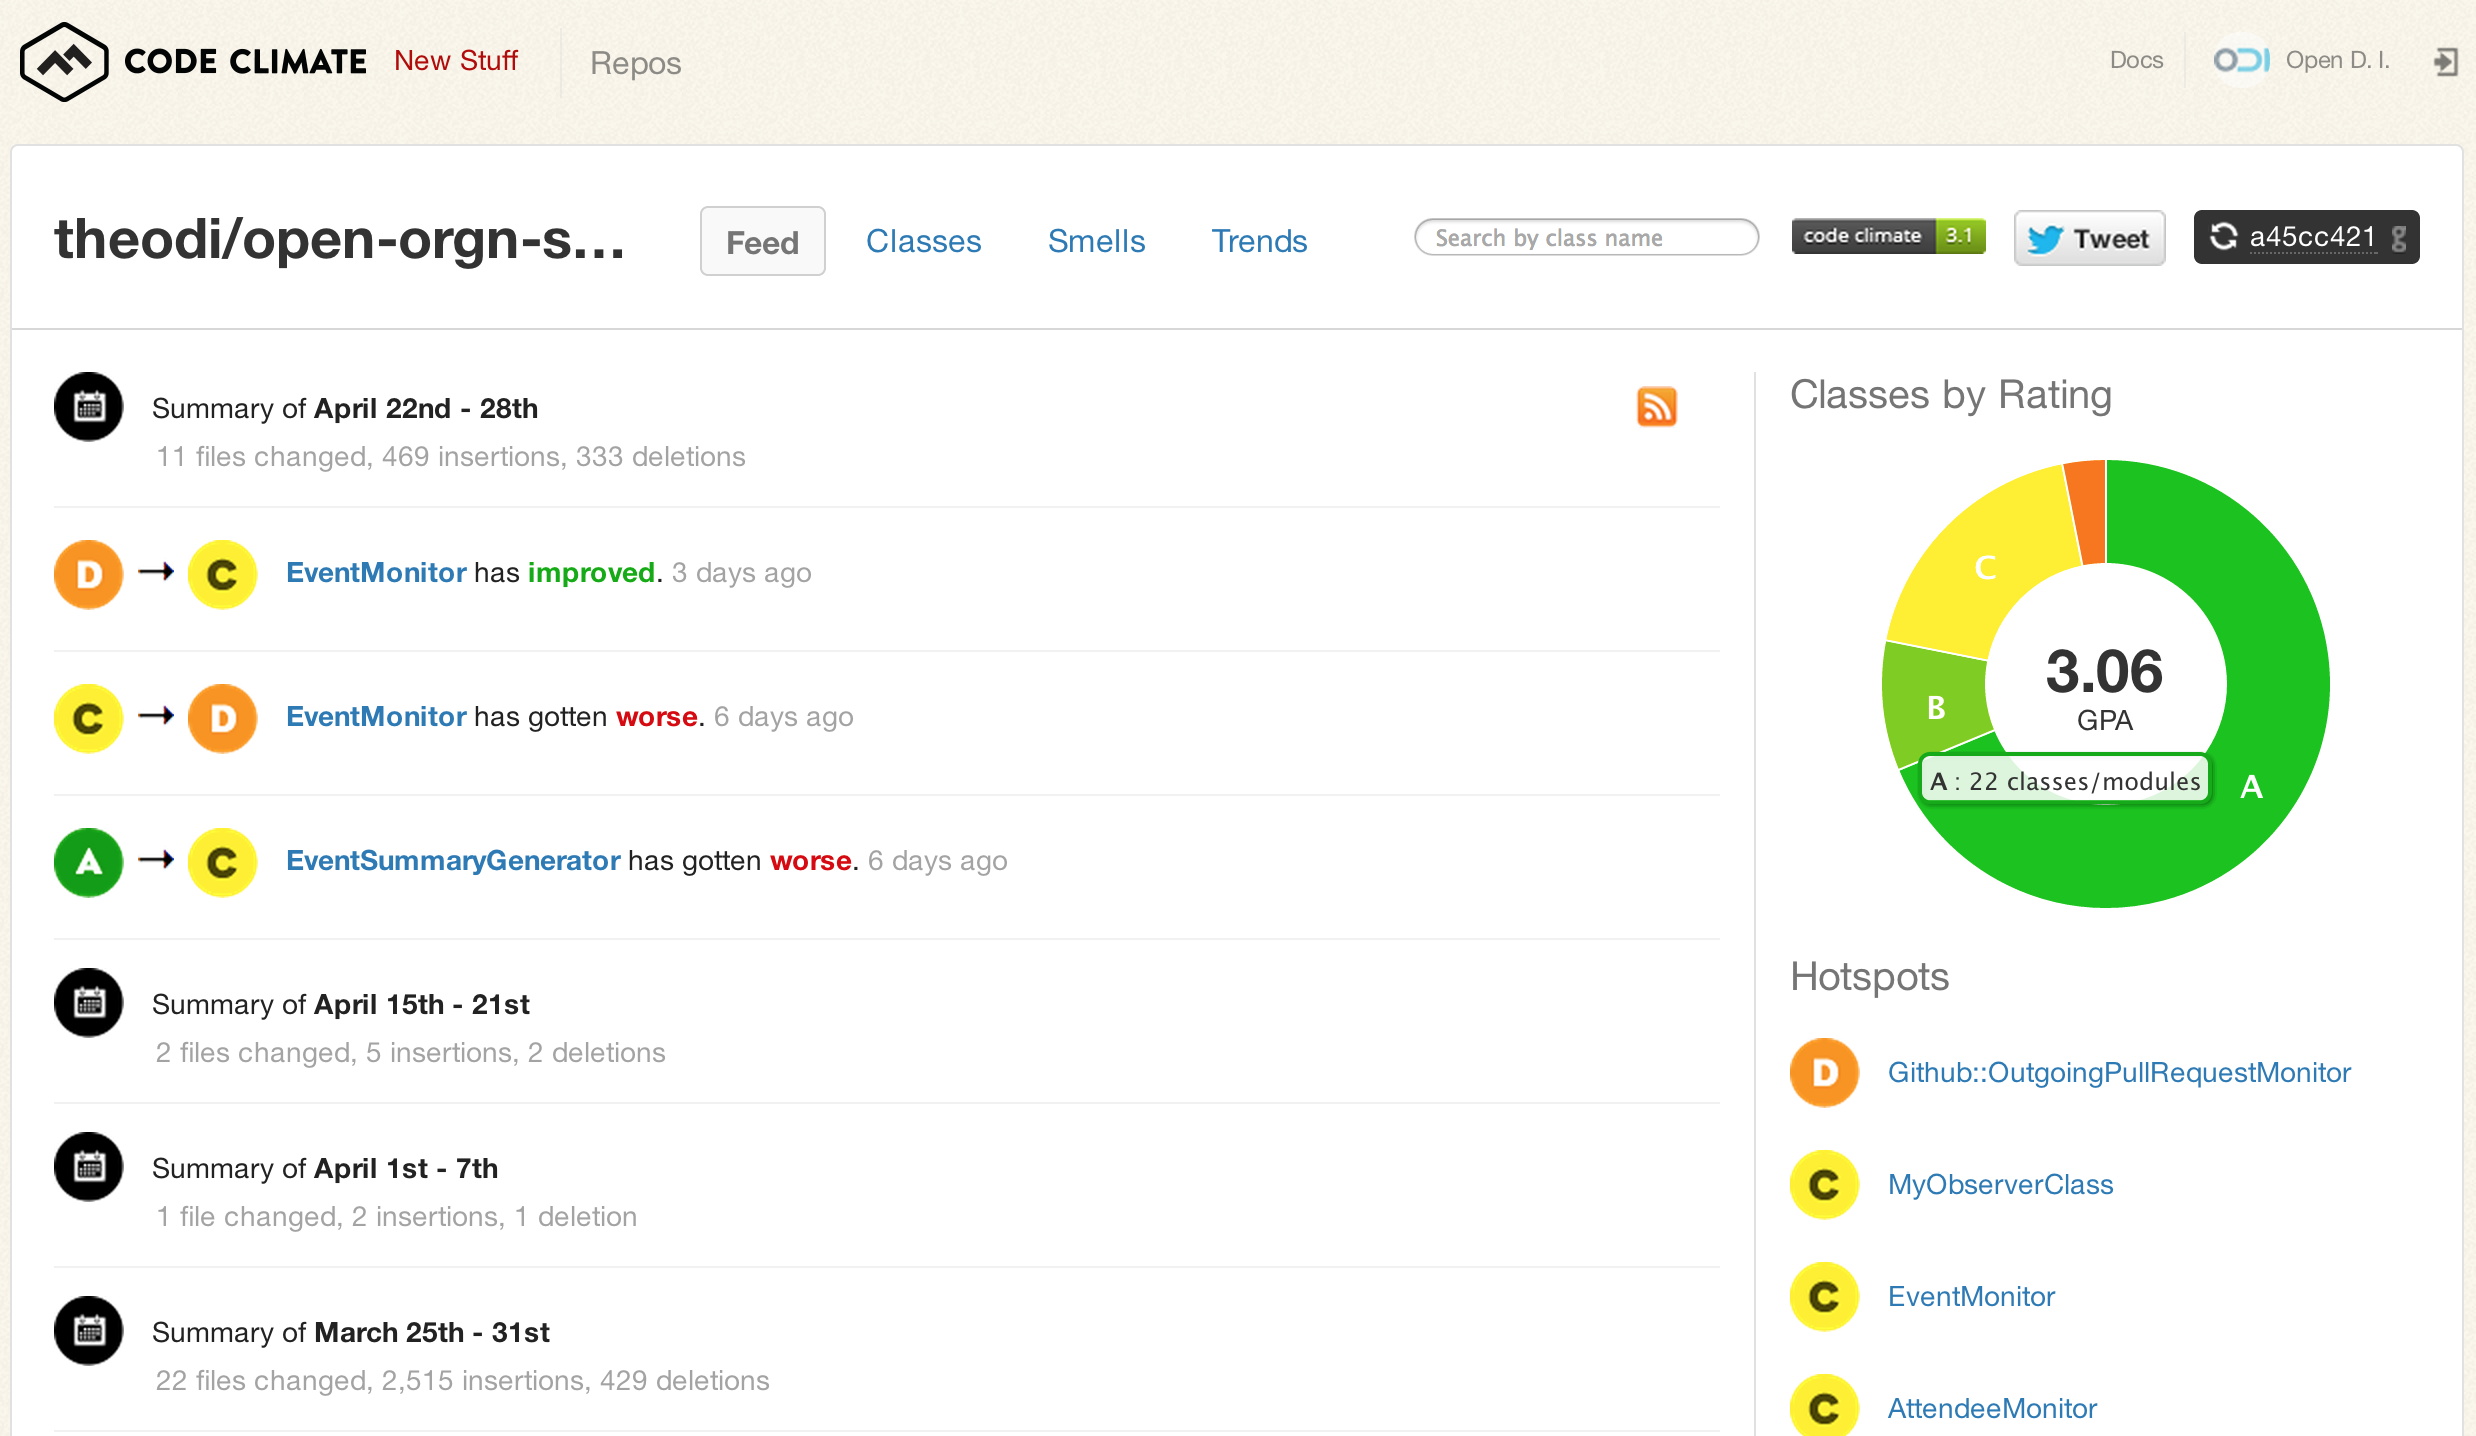 CODE CLIMATE New Stuff Repos Docs ODI Open D. I.
theodi/open-orgn-s... Feed Classes Smells Trends Search by class name code climate 3.1 Tweet a45cc421 g
Summary of April 22nd - 28th
11 files changed, 469 insertions, 333 deletions
D → C EventMonitor has improved. 3 days ago
C → D EventMonitor has gotten worse. 6 days ago
A → C EventSummaryGenerator has gotten worse. 6 days ago
Summary of April 15th - 21st
2 files changed, 5 insertions, 2 deletions
Summary of April 1st - 7th
1 file changed, 2 insertions, 1 deletion
Summary of March 25th - 31st
22 files changed, 2,515 insertions, 429 deletions
Classes by Rating
C
3.06
B
GPA
A : 22 classes/modules
A
Hotspots
D Github::OutgoingPullRequestMonitor
C MyObserverClass
C EventMonitor
C AttendeeMonitor